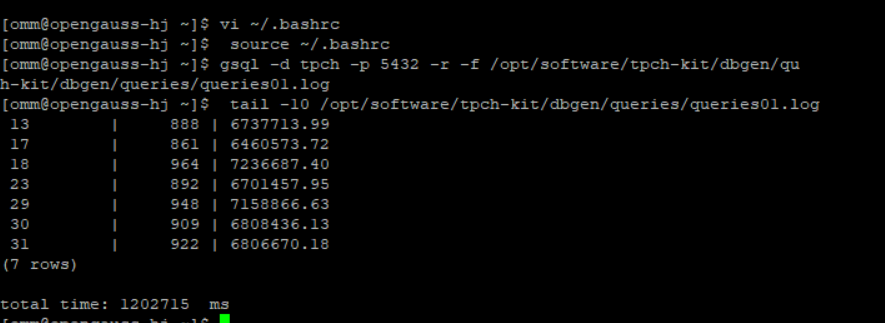 [omm@opengauss-hj ~]$ vi ~/.bashrc
[omm@opengauss-hj ~]$  source ~/.bashrc
[omm@opengauss-hj ~]$ gsql -d tpch -p 5432 -r -f /opt/software/tpch-kit/dbgen/qu
h-kit/dbgen/queries/queries01.log
[omm@opengauss-hj ~]$  tail -10 /opt/software/tpch-kit/dbgen/queries/queries01.log
 13        |     888 | 6737713.99
 17        |     861 | 6460573.72
 18        |     964 | 7236687.40
 23        |     892 | 6701457.95
 29        |     948 | 7158866.63
 30        |     909 | 6808436.13
 31        |     922 | 6806670.18
(7 rows)
total time: 1202715  ms
[omm@opengauss-hj ~]$